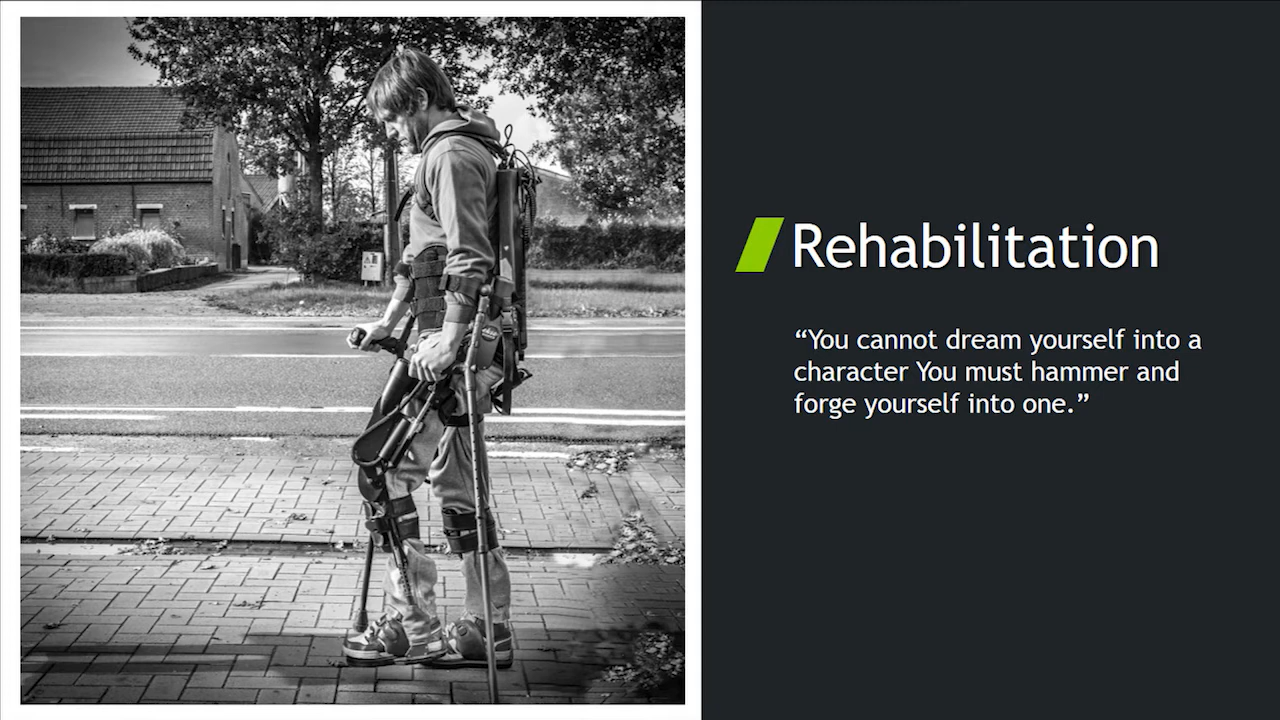 Rehabilitation
“You cannot dream yourself into a
character You must hammer and
forge yourself into one.”